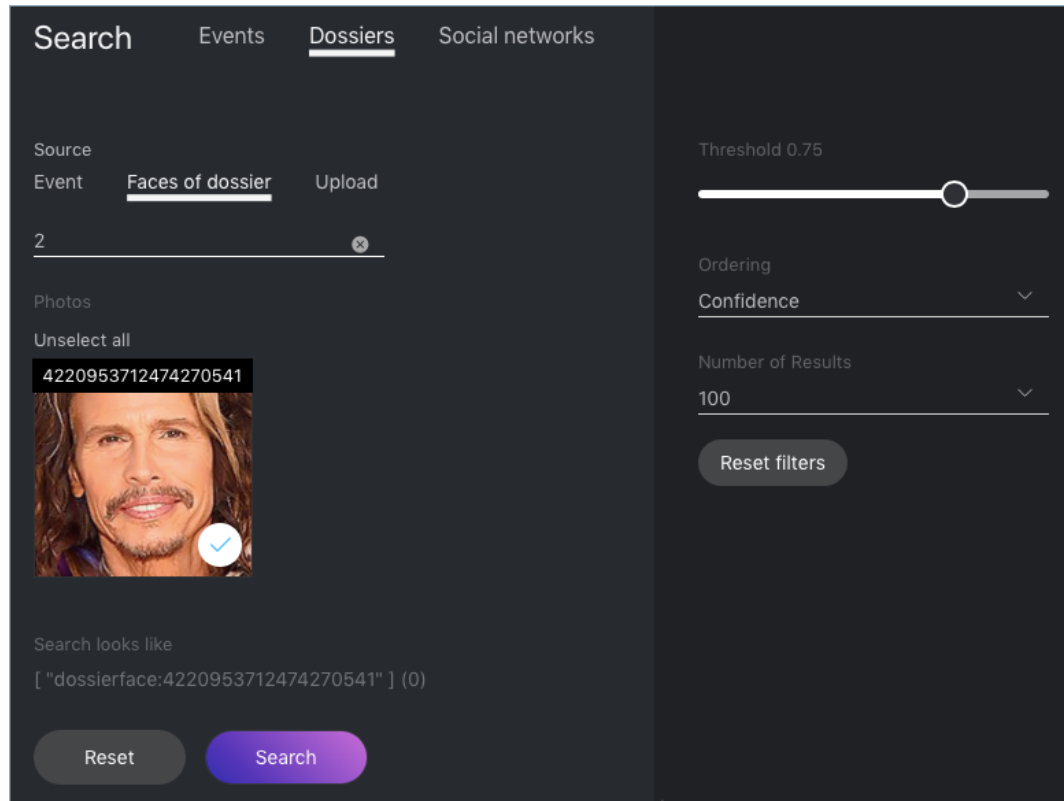 Search Events Dossiers Social networks
Source
Event Faces of dossier Upload
2
Photos
Unselect all
4220953712474270541
Search looks like
[ "dossierface:4220953712474270541" ] (0)
Reset Search
Threshold 0.75
Ordering
Confidence
Number of Results
100
Reset filters